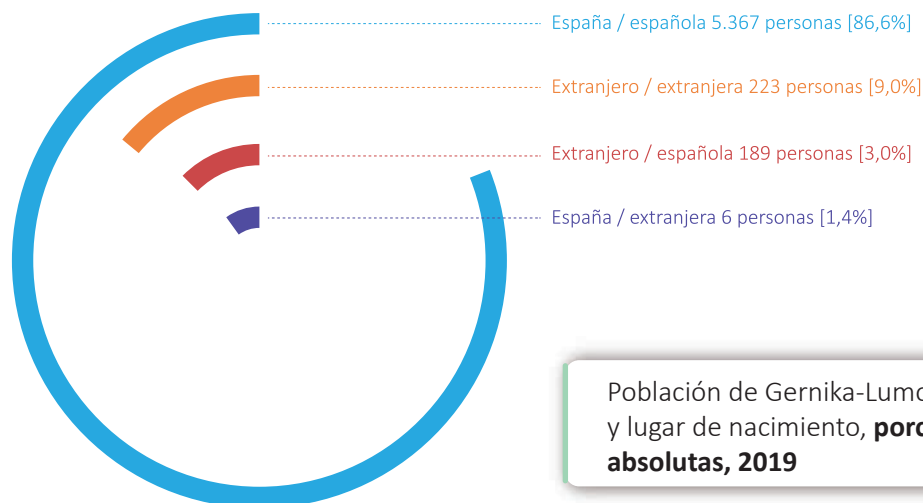 España / española 5.367 personas [86,6%]
Extranjero / extranjera 223 personas [9,0%]
Extranjero / española 189 personas [3,0%]
España / extranjera 6 personas [1,4%]
Población de Gernika-Lumo
y lugar de nacimiento,
absolutas, 2019